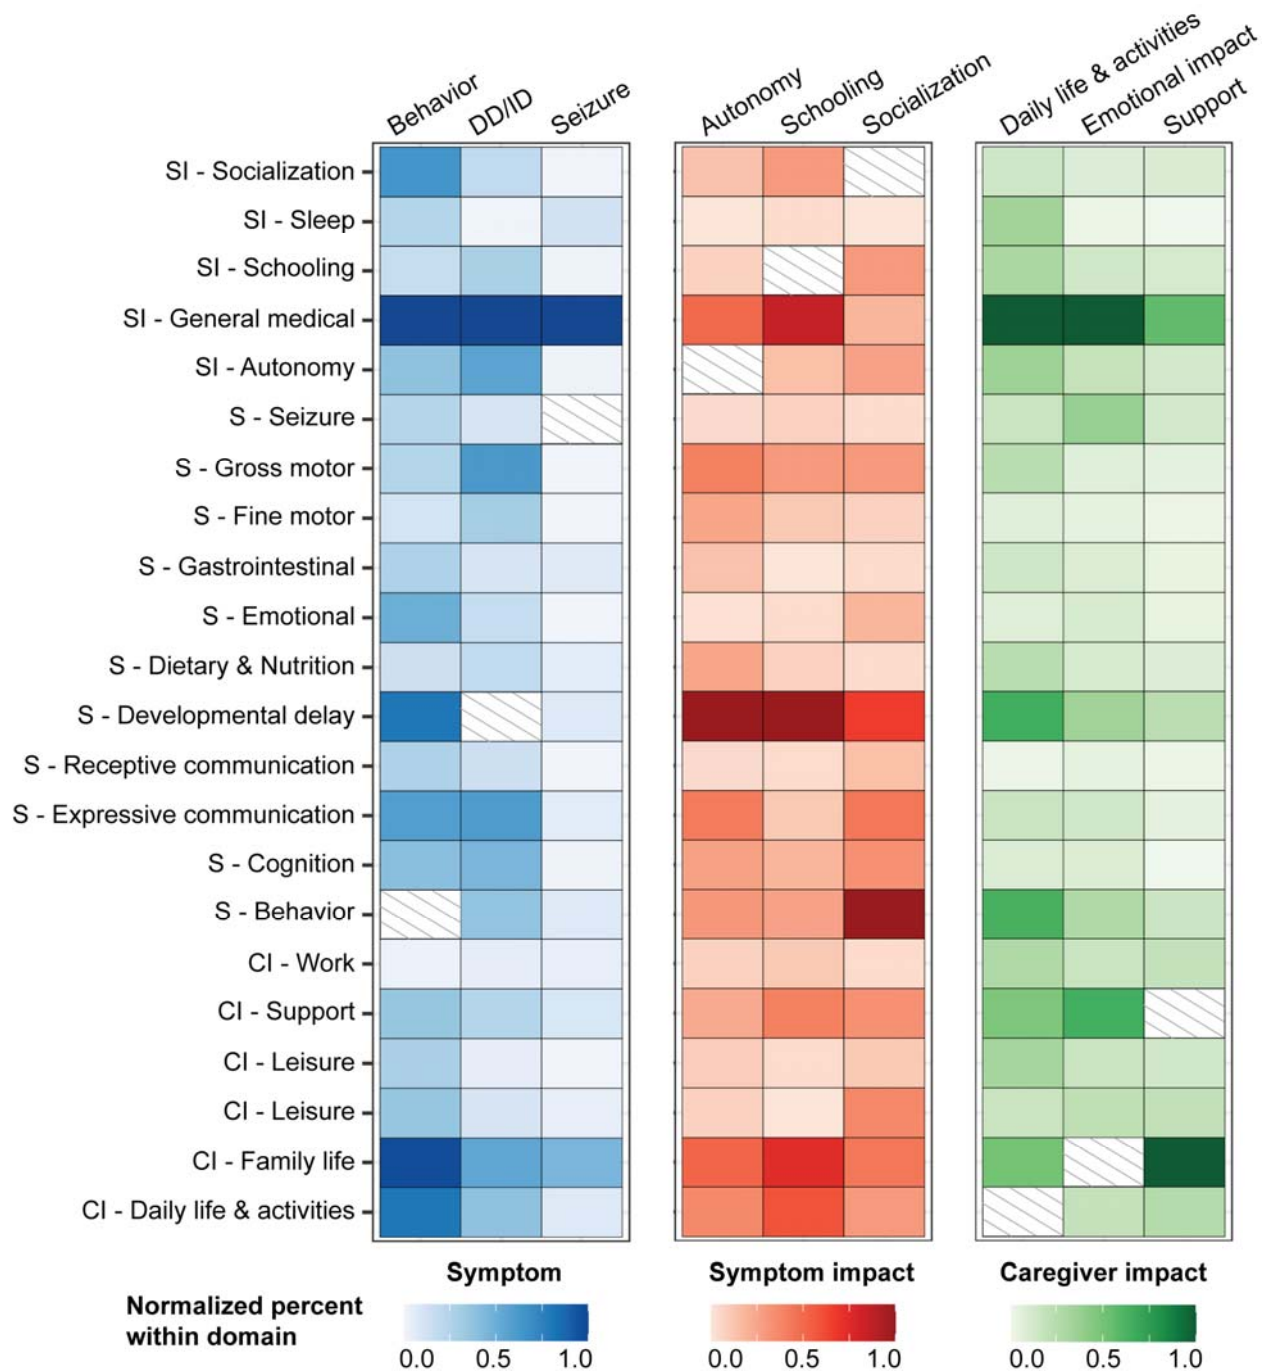 Behavior
DD/ID
Seizure
Autonomy
Schooling
Socialization
Daily life & activities
Emotional impact
Support
SI - Socialization
SI - Sleep
SI - Schooling
SI - General medical
SI - Autonomy
S - Seizure
S - Gross motor
S - Fine motor
S - Gastrointestinal
S - Emotional
S - Dietary & Nutrition
S - Developmental delay
S - Receptive communication
S - Expressive communication
S - Cognition
S - Behavior
CI - Work
CI - Support
CI - Leisure
CI - Leisure
CI - Family life
CI - Daily life & activities
Symptom
Symptom impact
Caregiver impact
Normalized percent
within domain
0.0 0.5 1.0
0.0 0.5 1.0
0.0 0.5 1.0